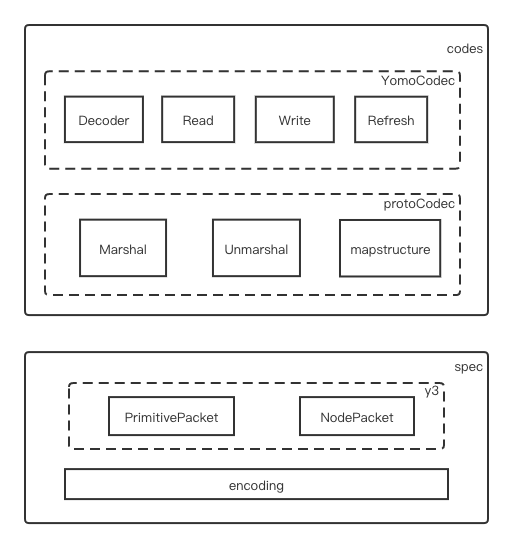 codes
YomoCodec
Decoder
Read
Write
Refresh
protoCodec
Marshal
Unmarshal
mapstructure
spec
y3
PrimitivePacket
NodePacket
encoding